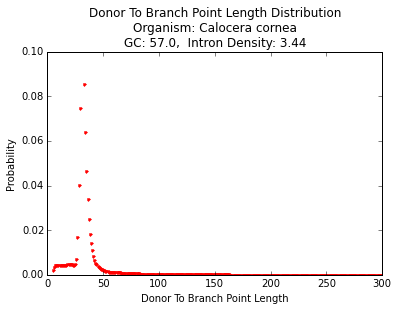 Donor To Branch Point Length Distribution
Organism: Calocera cornea
GC: 57.0,  Intron Density: 3.44
0.10
0.08
0.06
0.04
0.02
0.00
Probability
0 50 100 150 200 250 300
Donor To Branch Point Length